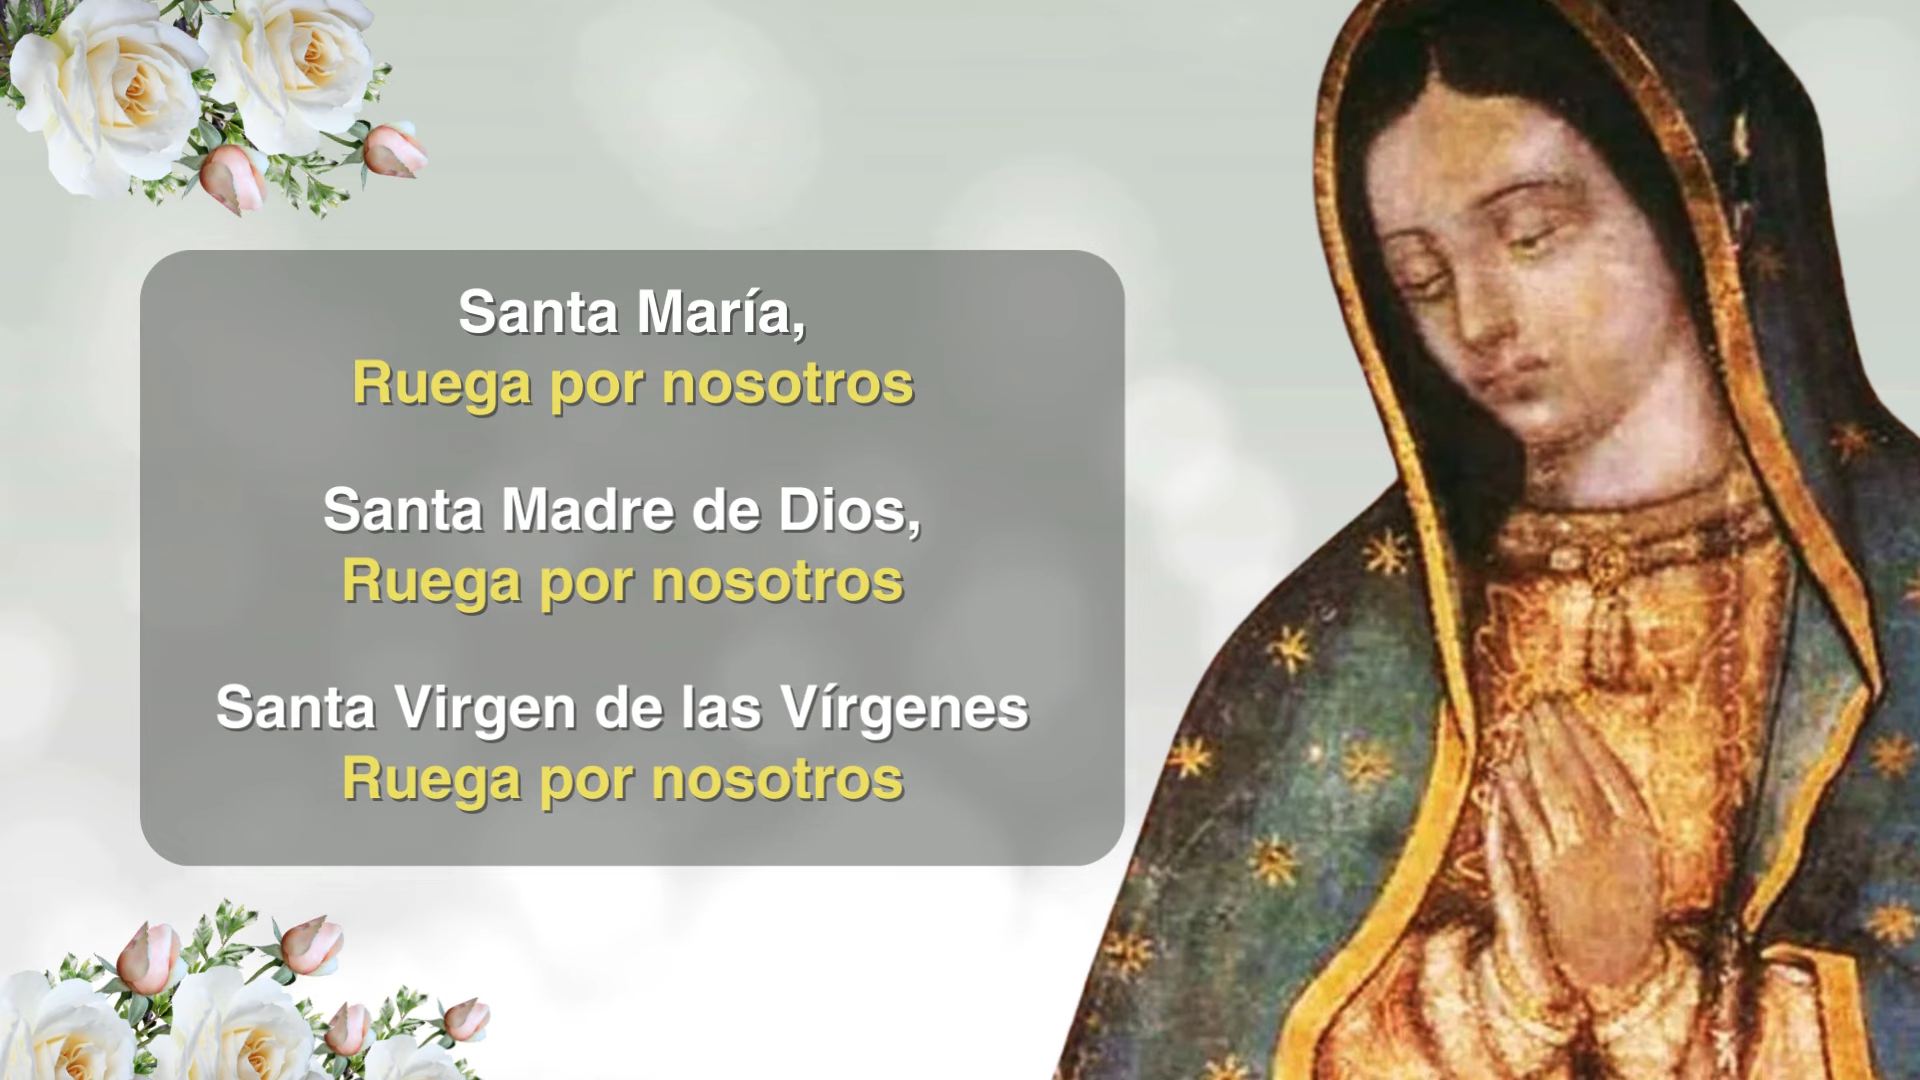 Santa María,
Ruega por nosotros
Santa Madre de Dios,
Ruega por nosotros
Santa Virgen de las Vírgenes
Ruega por nosotros